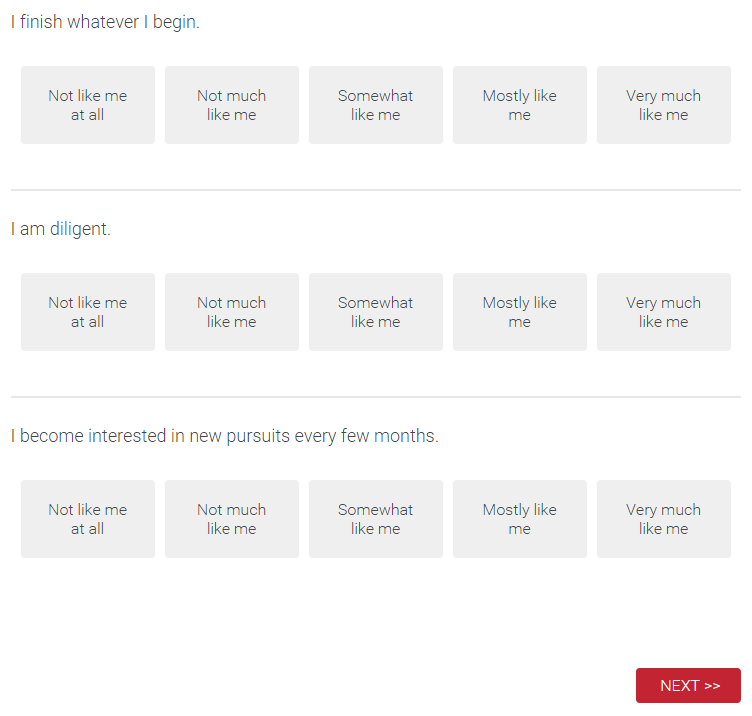 I finish whatever I begin.
Not like me
at all
Not much
like me
Somewhat
like me
Mostly like
me
Very much
like me
I am diligent.
Not like me
at all
Not much
like me
Somewhat
like me
Mostly like
me
Very much
like me
I become interested in new pursuits every few months.
Not like me
at all
Not much
like me
Somewhat
like me
Mostly like
me
Very much
like me
NEXT >>